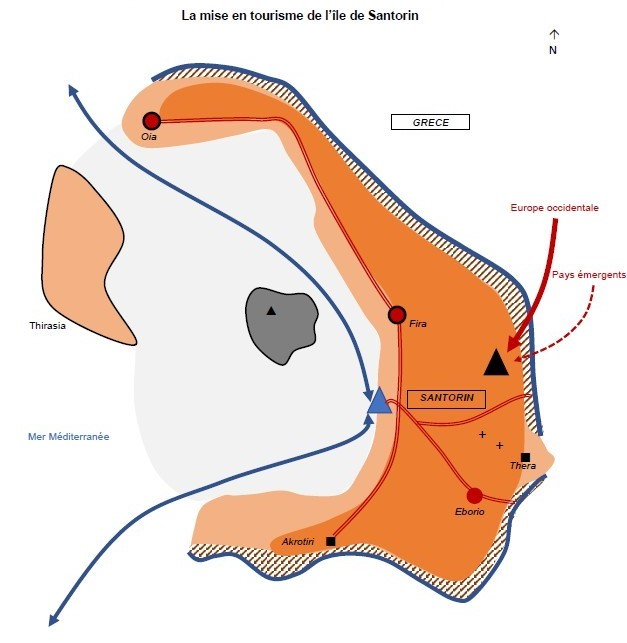 La mise en tourisme de l'île de Santorin
N
GRECE
Oia
Europe occidentale
Pays émergents
Thirasia
Fira
SANTORIN
Mer Méditerranée
Thera
Eborio
Akrotiri